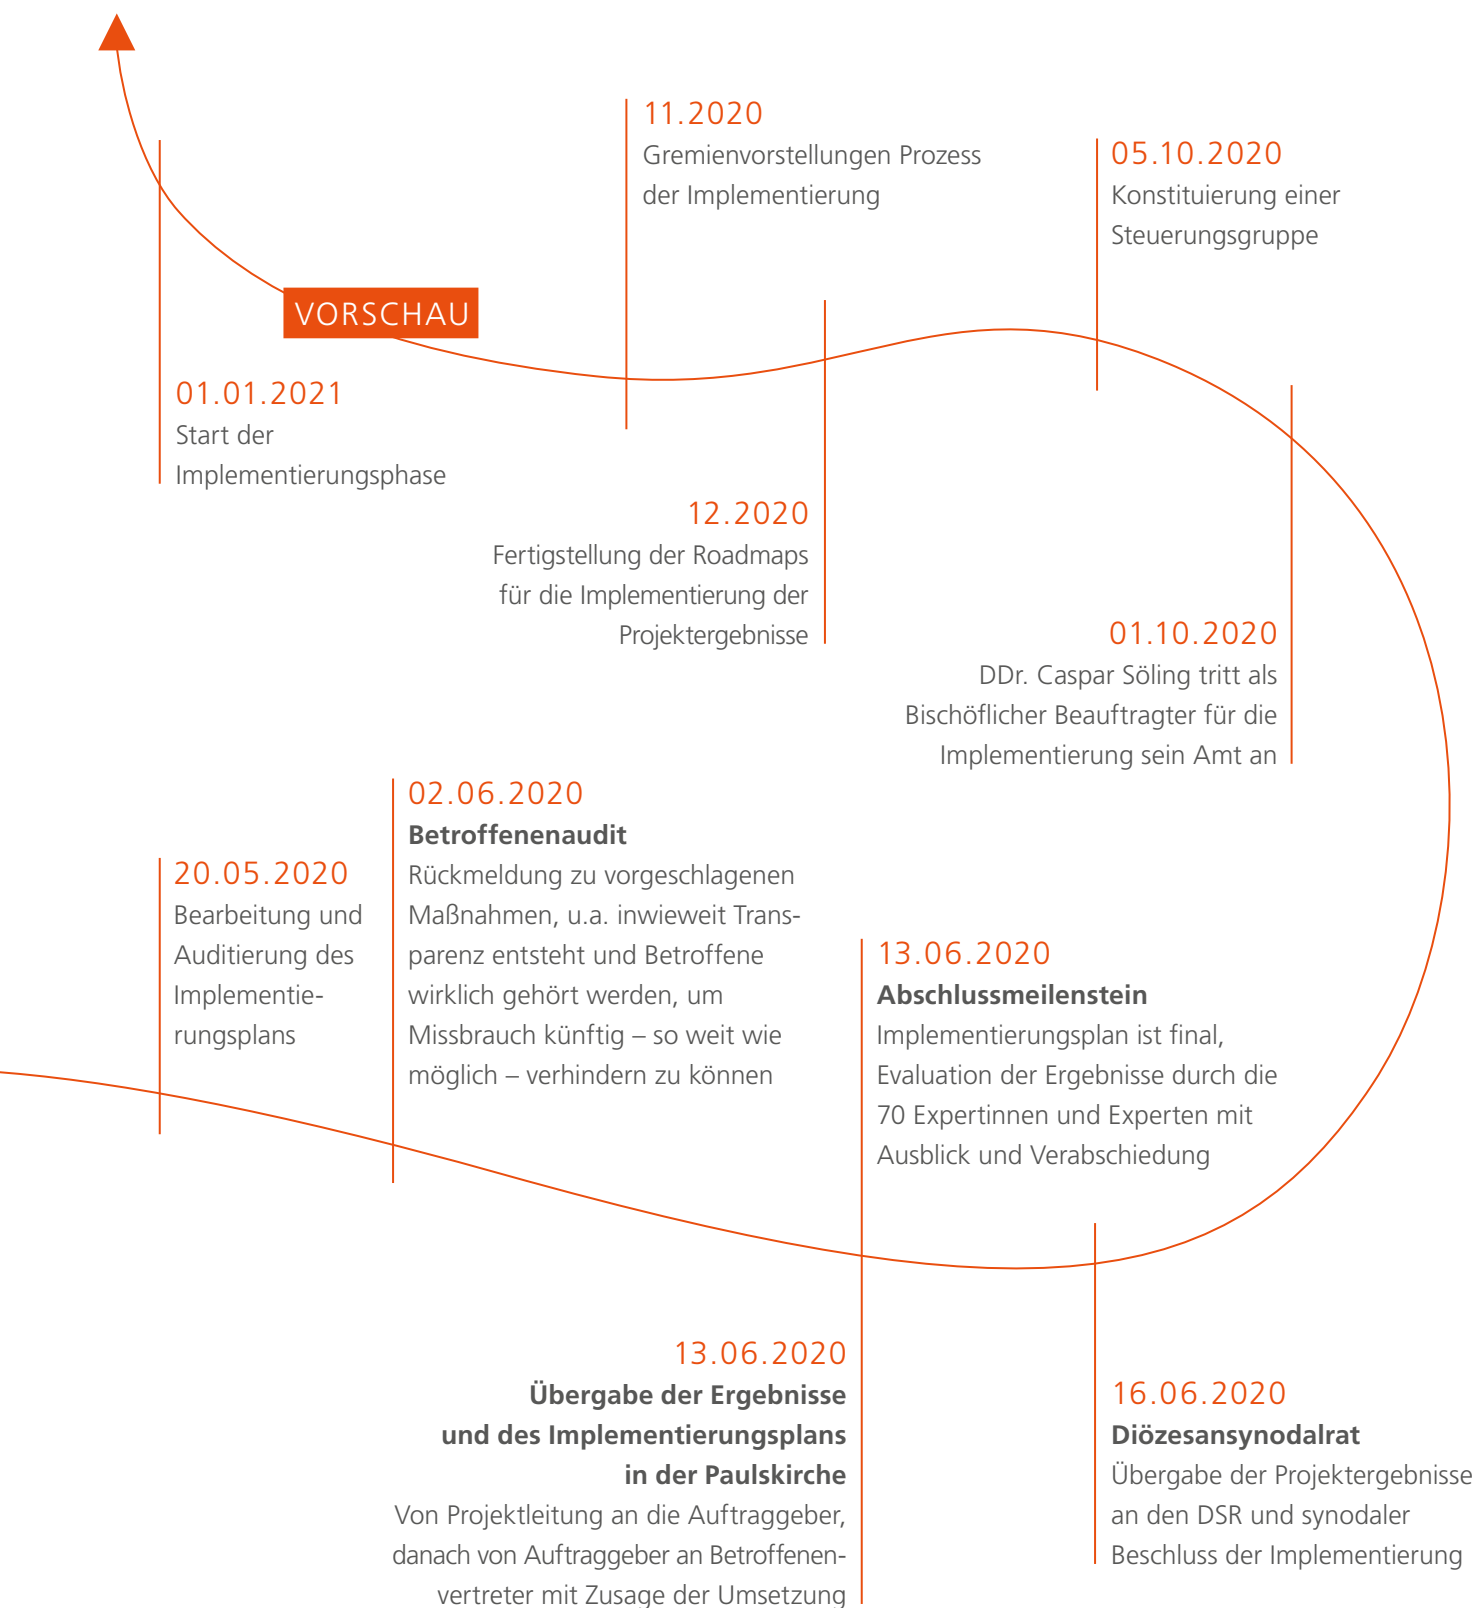 11.2020
Gremienvorstellungen Prozess
der Implementierung
05.10.2020
Konstituierung einer
Steuerungsgruppe
VORSCHAU
01.01.2021
Start der
Implementierungsphase
12.2020
Fertigstellung der Roadmaps
für die Implementierung der
Projektergebnisse
01.10.2020
DDr. Caspar Söling tritt als
Bischöflicher Beauftragter für die
Implementierung sein Amt an
02.06.2020
Betroffenenaudit
Rückmeldung zu vorgeschlagenen
Maßnahmen, u.a. inwieweit Trans-
parenz entsteht und Betroffene
wirklich gehört werden, um
Missbrauch künftig – so weit wie
möglich – verhindern zu können
20.05.2020
Bearbeitung und
Auditierung des
Implementie-
rungsplans
13.06.2020
Abschlussmeilenstein
Implementierungsplan ist final,
Evaluation der Ergebnisse durch die
70 Expertinnen und Experten mit
Ausblick und Verabschiedung
13.06.2020
Übergabe der Ergebnisse
und des Implementierungsplans
in der Paulskirche
Von Projektleitung an die Auftraggeber,
danach von Auftraggeber an Betroffenen-
vertreter mit Zusage der Umsetzung
16.06.2020
Diözesansynodalrat
Übergabe der Projektergebnisse
an den DSR und synodaler
Beschluss der Implementierung